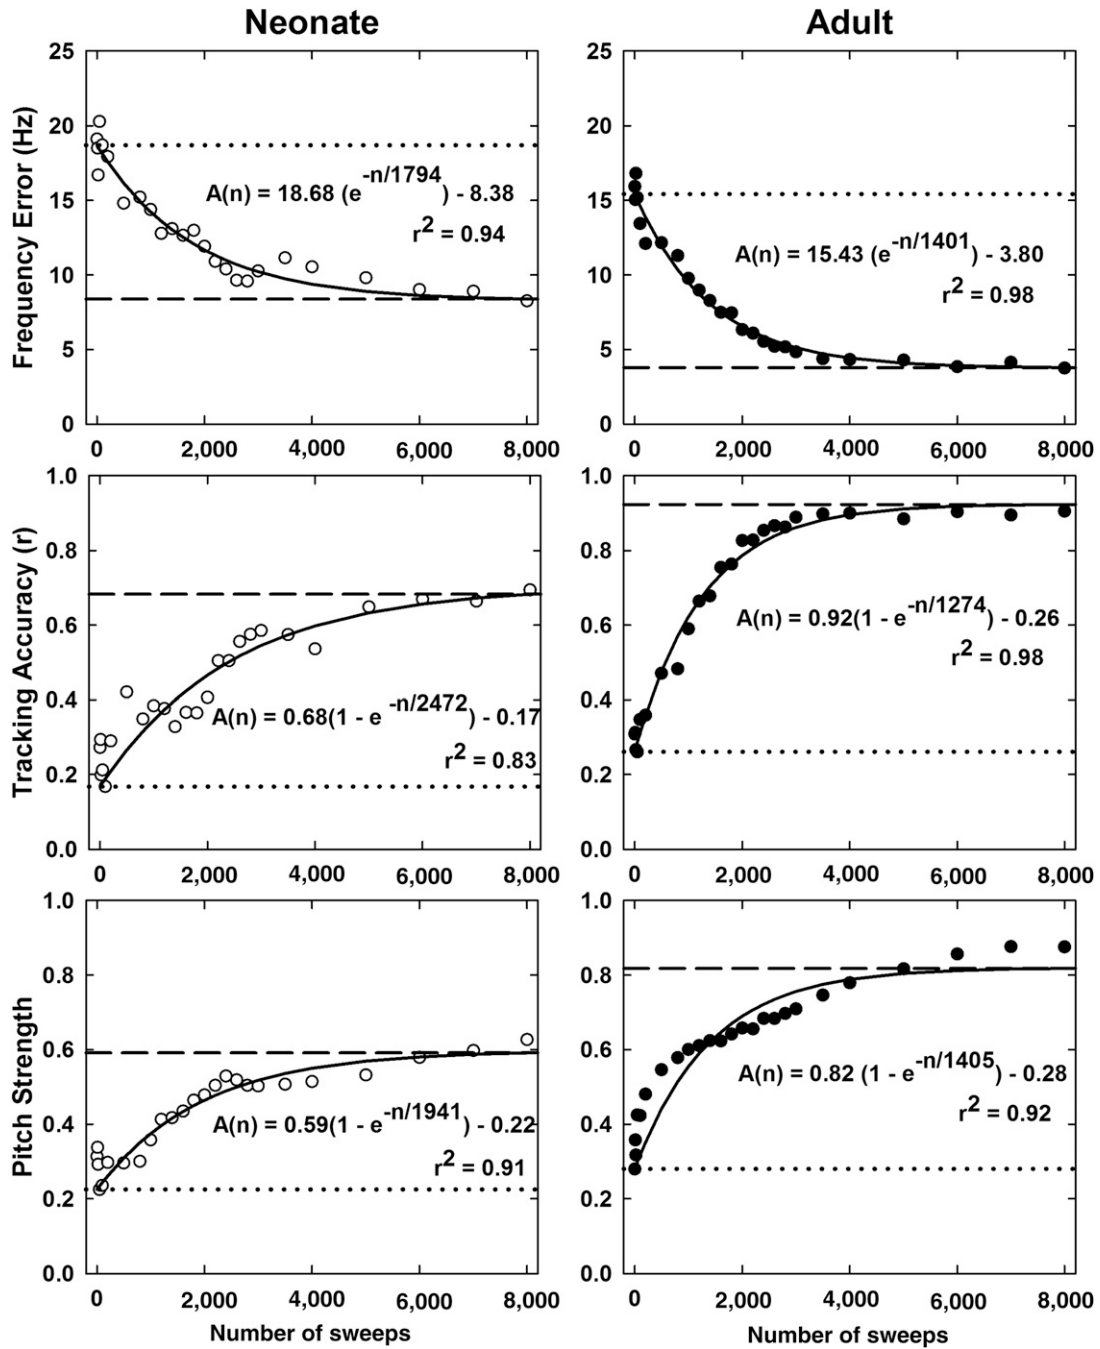 Neonate
Adult
Frequency Error (Hz)
25
20
15
10
5
0
A(n) = 18.68 (e^-n/1794) - 8.38
r² = 0.94
0 2,000 4,000 6,000 8,000
25
20
15
10
5
0
A(n) = 15.43 (e^-n/1401) - 3.80
r² = 0.98
0 2,000 4,000 6,000 8,000
Tracking Accuracy (r)
1.0
0.8
0.6
0.4
0.2
0.0
A(n) = 0.68(1 - e^-n/2472) - 0.17
r² = 0.83
0 2,000 4,000 6,000 8,000
1.0
0.8
0.6
0.4
0.2
0.0
A(n) = 0.92(1 - e^-n/1274) - 0.26
r² = 0.98
0 2,000 4,000 6,000 8,000
Pitch Strength
1.0
0.8
0.6
0.4
0.2
0.0
A(n) = 0.59(1 - e^-n/1941) - 0.22
r² = 0.91
0 2,000 4,000 6,000 8,000
Number of sweeps
1.0
0.8
0.6
0.4
0.2
0.0
A(n) = 0.82 (1 - e^-n/1405) - 0.28
r² = 0.92
0 2,000 4,000 6,000 8,000
Number of sweeps